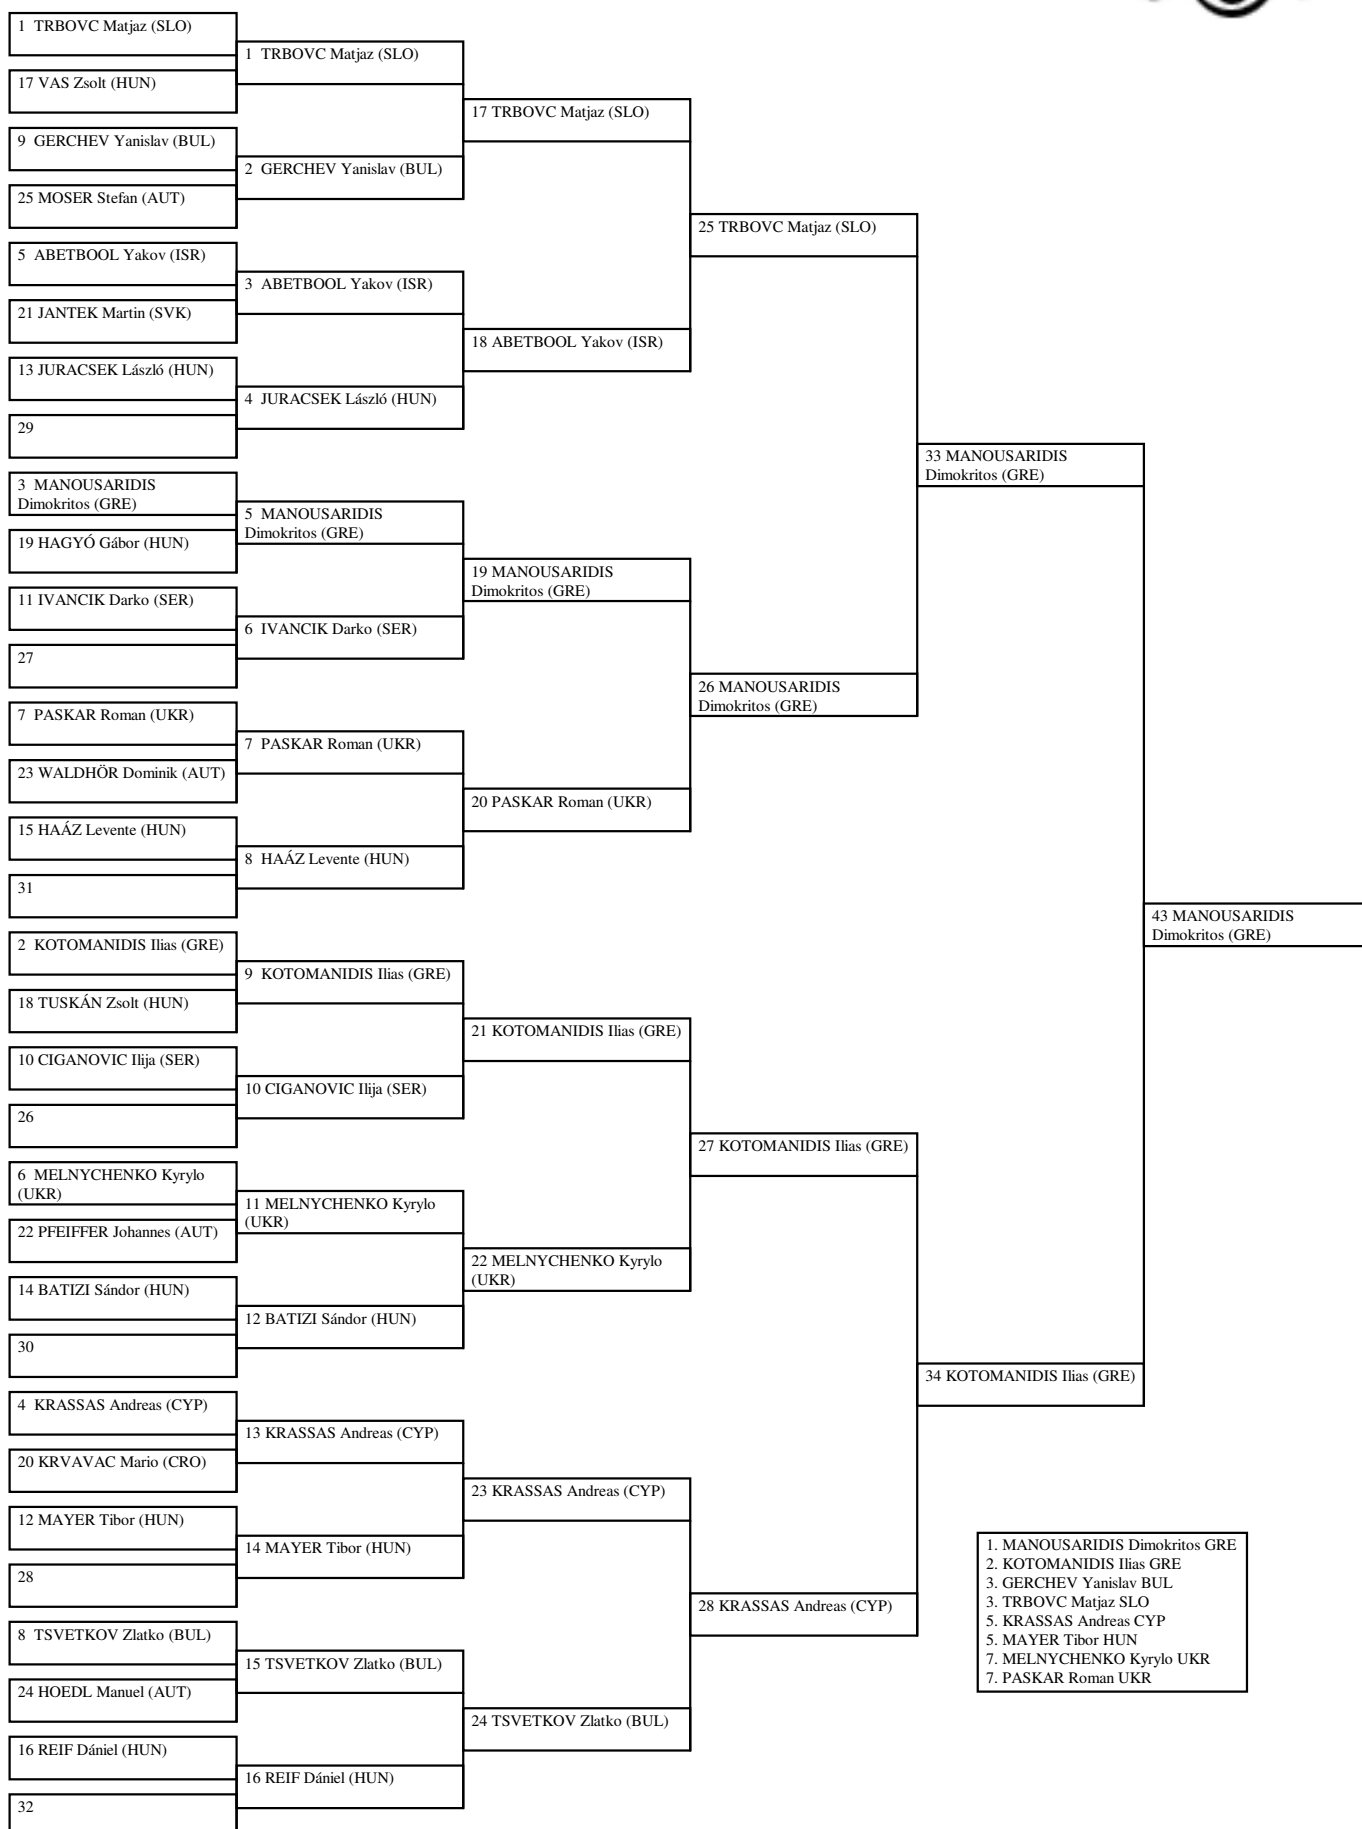 1 TRBOVC Matjaz (SLO)
17 VAS Zsolt (HUN)
9 GERCHEV Yanislav (BUL)
25 MOSER Stefan (AUT)
5 ABETBOOL Yakov (ISR)
21 JANTEK Martin (SVK)
13 JURACSEK László (HUN)
29
3 MANOUSARIDIS
Dimokritos (GRE)
19 HAGYÓ Gábor (HUN)
11 IVANCIK Darko (SER)
27
7 PASKAR Roman (UKR)
23 WALDHÖR Dominik (AUT)
15 HAÁZ Levente (HUN)
31
2 KOTOMANIDIS Ilias (GRE)
18 TUSKÁN Zsolt (HUN)
10 CIGANOVIC Ilija (SER)
26
6 MELNYCHENKO Kyrylo
(UKR)
22 PFEIFFER Johannes (AUT)
14 BATIZI Sándor (HUN)
30
4 KRASSAS Andreas (CYP)
20 KRVAVAC Mario (CRO)
12 MAYER Tibor (HUN)
28
8 TSVETKOV Zlatko (BUL)
24 HOEDL Manuel (AUT)
16 REIF Dániel (HUN)
32
1 TRBOVC Matjaz (SLO)
2 GERCHEV Yanislav (BUL)
3 ABETBOOL Yakov (ISR)
4 JURACSEK László (HUN)
5 MANOUSARIDIS
Dimokritos (GRE)
6 IVANCIK Darko (SER)
7 PASKAR Roman (UKR)
8 HAÁZ Levente (HUN)
9 KOTOMANIDIS Ilias (GRE)
10 CIGANOVIC Ilija (SER)
11 MELNYCHENKO Kyrylo
(UKR)
12 BATIZI Sándor (HUN)
13 KRASSAS Andreas (CYP)
14 MAYER Tibor (HUN)
15 TSVETKOV Zlatko (BUL)
16 REIF Dániel (HUN)
17 TRBOVC Matjaz (SLO)
18 ABETBOOL Yakov (ISR)
19 MANOUSARIDIS
Dimokritos (GRE)
20 PASKAR Roman (UKR)
21 KOTOMANIDIS Ilias (GRE)
22 MELNYCHENKO Kyrylo
(UKR)
23 KRASSAS Andreas (CYP)
24 TSVETKOV Zlatko (BUL)
25 TRBOVC Matjaz (SLO)
26 MANOUSARIDIS
Dimokritos (GRE)
27 KOTOMANIDIS Ilias (GRE)
28 KRASSAS Andreas (CYP)
33 MANOUSARIDIS
Dimokritos (GRE)
34 KOTOMANIDIS Ilias (GRE)
43 MANOUSARIDIS
Dimokritos (GRE)
1. MANOUSARIDIS Dimokritos GRE
2. KOTOMANIDIS Ilias GRE
3. GERCHEV Yanislav BUL
3. TRBOVC Matjaz SLO
5. KRASSAS Andreas CYP
5. MAYER Tibor HUN
7. MELNYCHENKO Kyrylo UKR
7. PASKAR Roman UKR